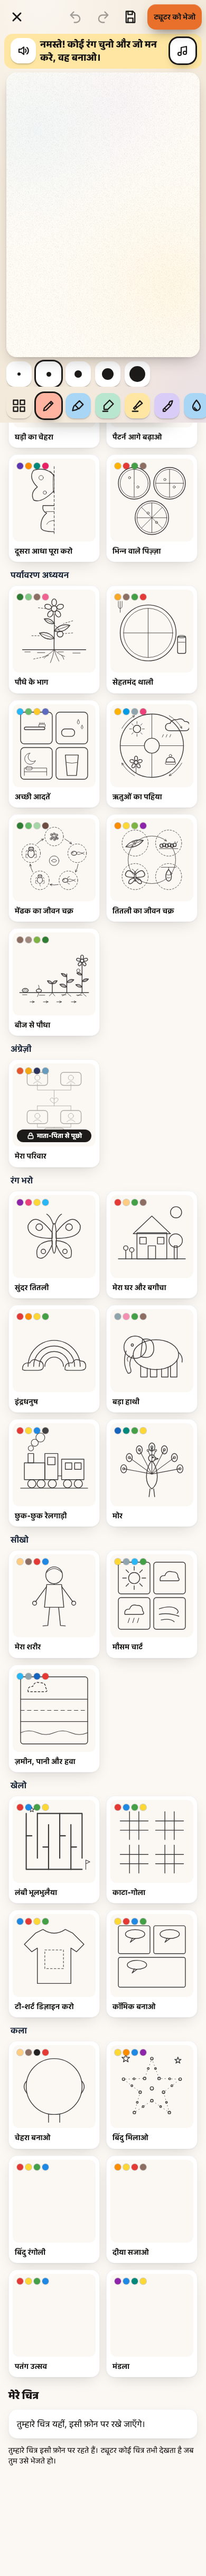 ट्यूटर को भेजो
नमस्ते! कोई रंग चुनो और जो मन
करे, वह बनाओ।
घड़ी का चेहरा
पैटर्न आगे बढ़ाओ
दूसरा आधा पूरा करो
भिन्न वाले पिज़्ज़ा
पर्यावरण अध्ययन
पौधे के भाग
सेहतमंद थाली
अच्छी आदतें
ऋतुओं का पहिया
मेंढक का जीवन चक्र
तितली का जीवन चक्र
बीज से पौधा
अंग्रेज़ी
माता-पिता से पूछो
मेरा परिवार
रंग भरो
सुंदर तितली
मेरा घर और बगीचा
इंद्रधनुष
बड़ा हाथी
छुक-छुक रेलगाड़ी
मोर
सीखो
मेरा शरीर
मौसम चार्ट
ज़मीन, पानी और हवा
खेलो
लंबी भूलभुलैया
काटा-गोला
टी-शर्ट डिज़ाइन करो
कॉमिक बनाओ
कला
चेहरा बनाओ
बिंदु मिलाओ
बिंदु रंगोली
दीया सजाओ
पतंग उत्सव
मंडला
मेरे चित्र
तुम्हारे चित्र यहाँ, इसी फ़ोन पर रखे जाएँगे।
तुम्हारे चित्र इसी फ़ोन पर रहते हैं। ट्यूटर कोई चित्र तभी देखता है जब
तुम उसे भेजते हो।